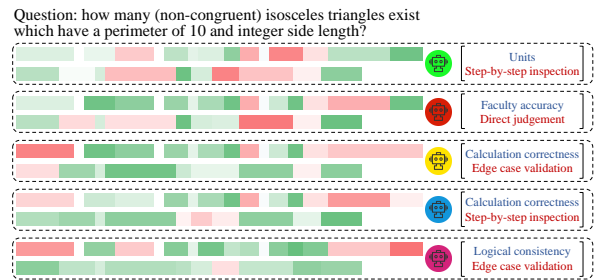 Question: how many (non-congruent) isosceles triangles exist
which have a perimeter of 10 and integer side length?
Units
Step-by-step inspection
Faculty accuracy
Direct judgement
Calculation correctness
Edge case validation
Calculation correctness
Step-by-step inspection
Logical consistency
Edge case validation